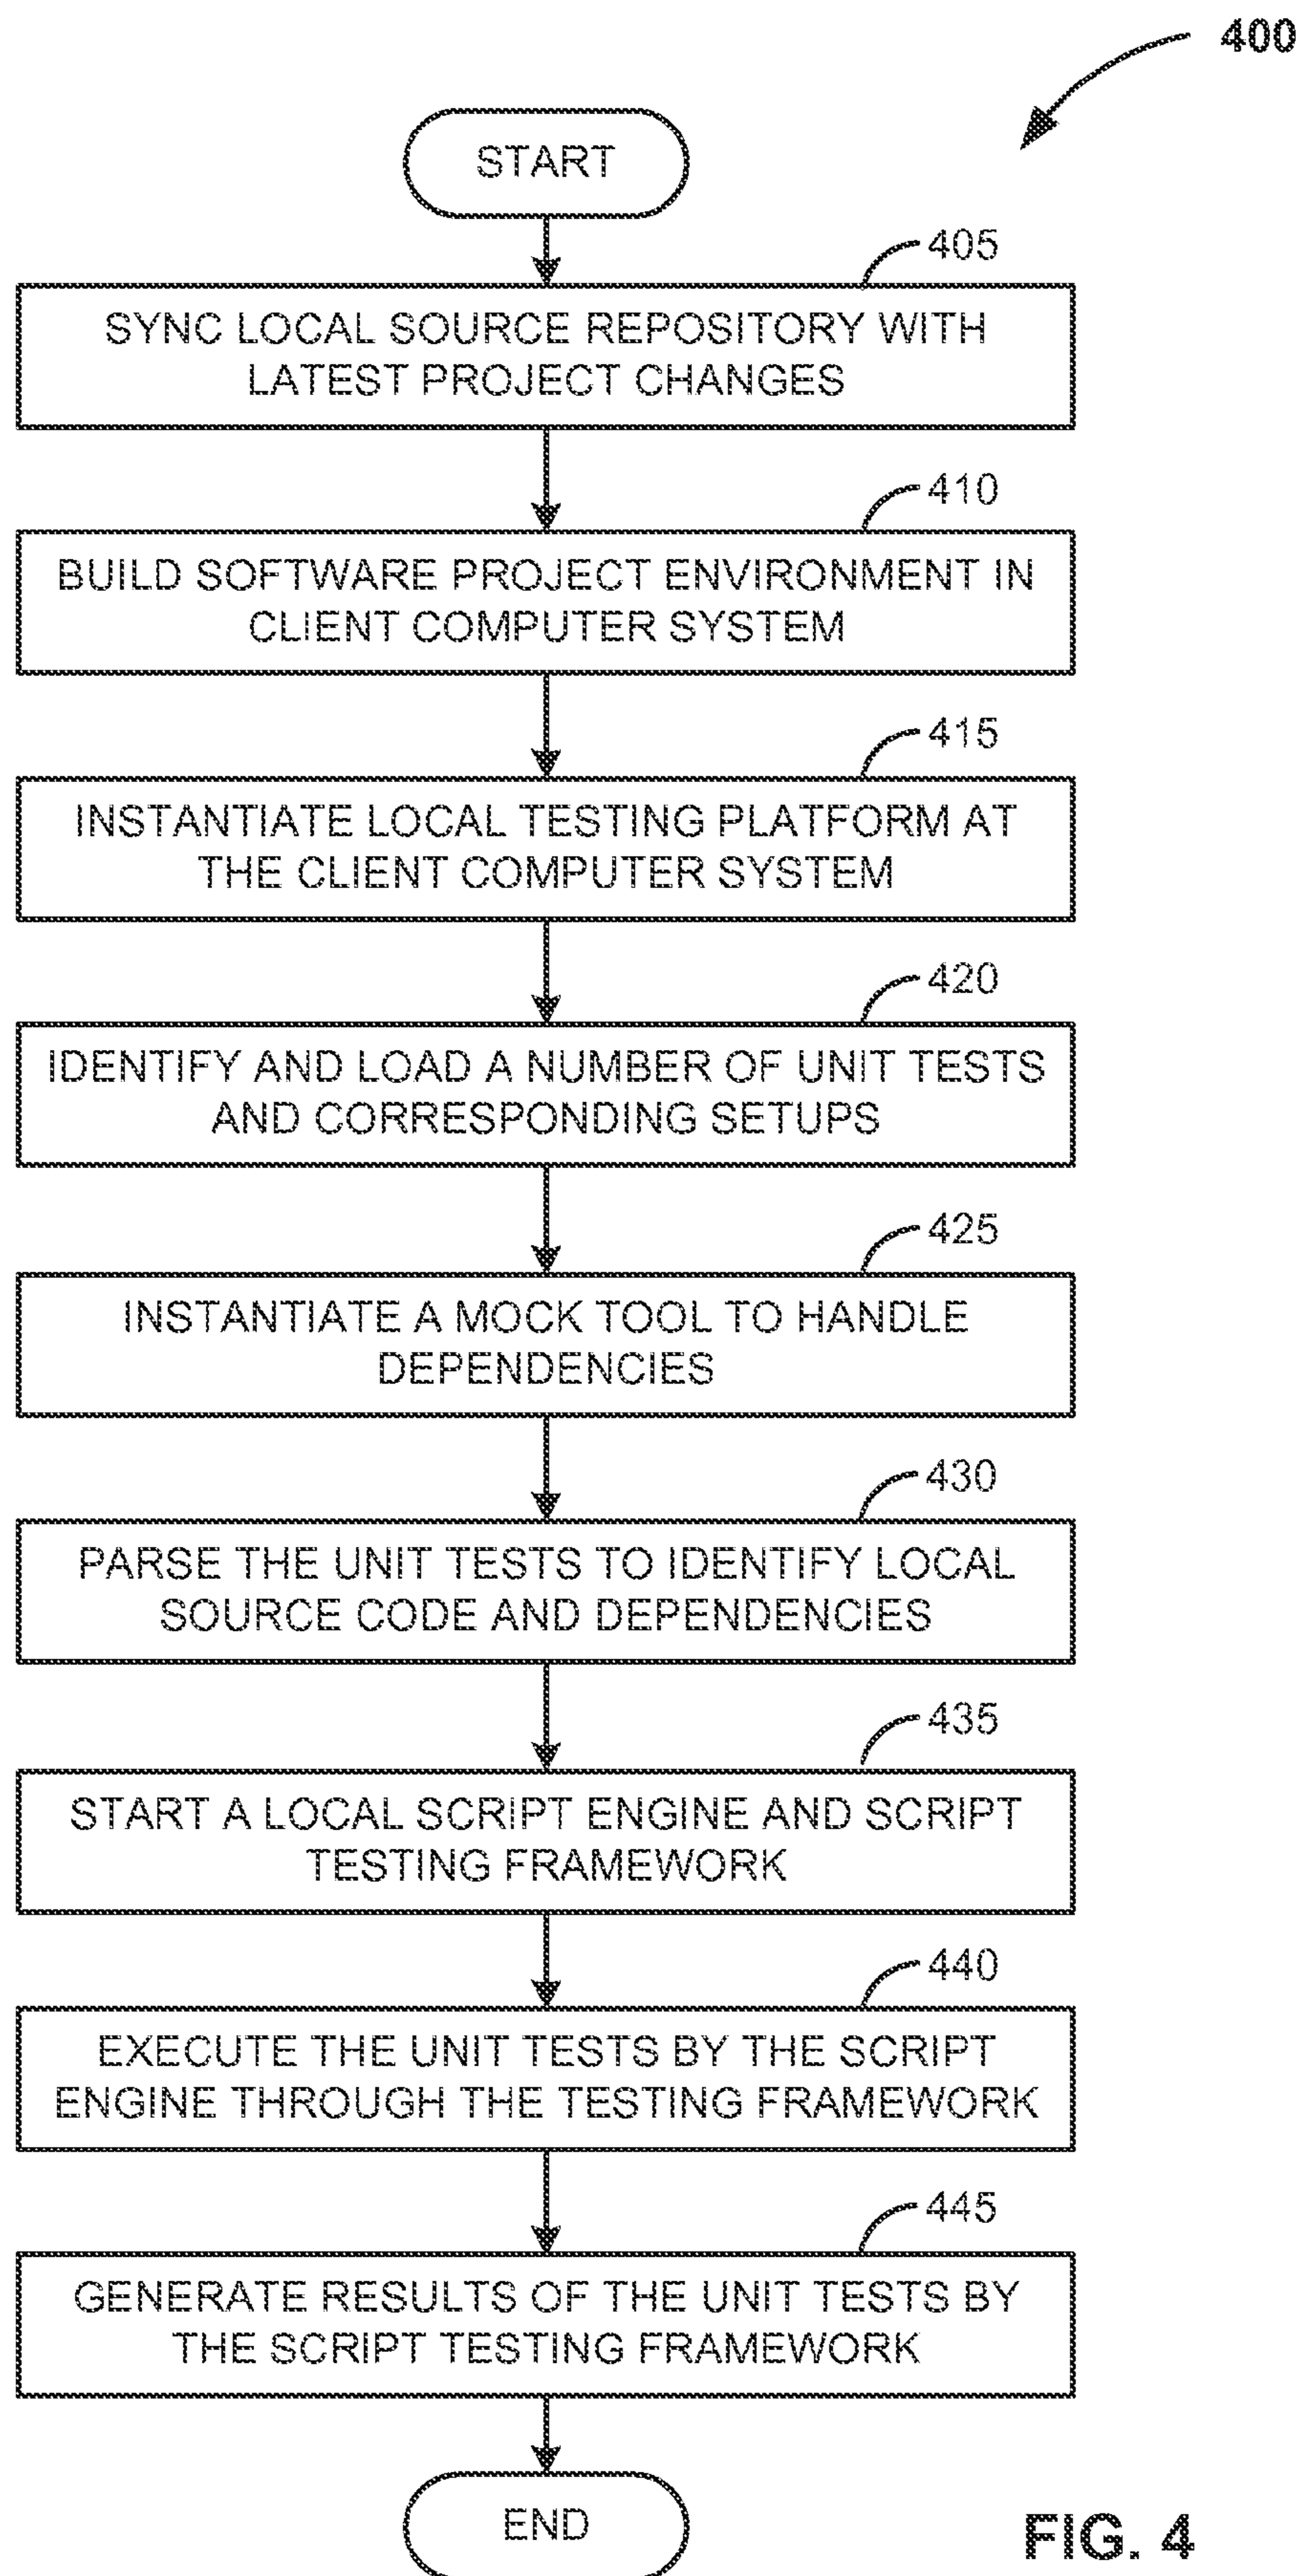 400
START
405
SYNC LOCAL SOURCE REPOSITORY WITH
LATEST PROJECT CHANGES
410
BUILD SOFTWARE PROJECT ENVIRONMENT IN
CLIENT COMPUTER SYSTEM
415
INSTANTIATE LOCAL TESTING PLATFORM AT
THE CLIENT COMPUTER SYSTEM
420
IDENTIFY AND LOAD A NUMBER OF UNIT TESTS
AND CORRESPONDING SETUPS
425
INSTANTIATE A MOCK TOOL TO HANDLE
DEPENDENCIES
430
PARSE THE UNIT TESTS TO IDENTIFY LOCAL
SOURCE CODE AND DEPENDENCIES
435
START A LOCAL SCRIPT ENGINE AND SCRIPT
TESTING FRAMEWORK
440
EXECUTE THE UNIT TESTS BY THE SCRIPT
ENGINE THROUGH THE TESTING FRAMEWORK
445
GENERATE RESULTS OF THE UNIT TESTS BY
THE SCRIPT TESTING FRAMEWORK
END
FIG. 4